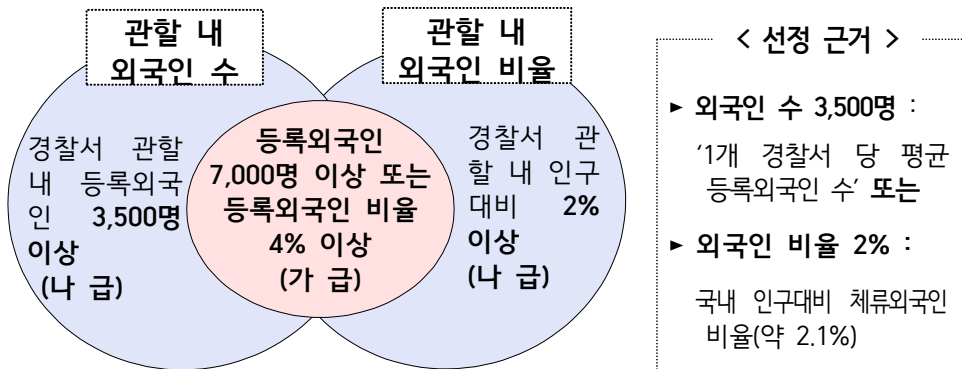 관할 내
외국인 수
관할 내
외국인 비율
경찰서 관할
내 등록외국
인 3,500명
이상
(나 급)
등록외국인
7,000명 이상 또는
등록외국인 비율
4% 이상
(가 급)
경찰서 관
할 내 인구
대비 2%
이상
(나 급)
< 선정 근거 >
► 외국인 수 3,500명 :
‘1개 경찰서 당 평균
등록외국인 수’ 또는
► 외국인 비율 2% :
국내 인구대비 체류외국인
비율(약 2.1%)